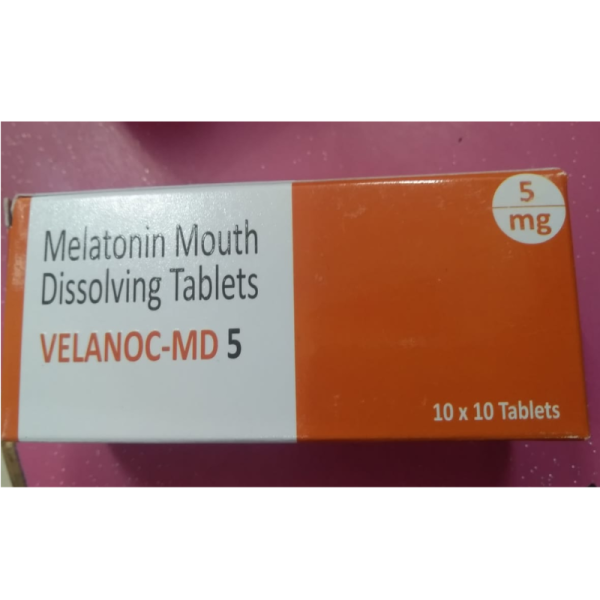 Melatonin Mouth
Dissolving Tablets
VELANOC-MD 5
5
mg
10 x 10 Tablets